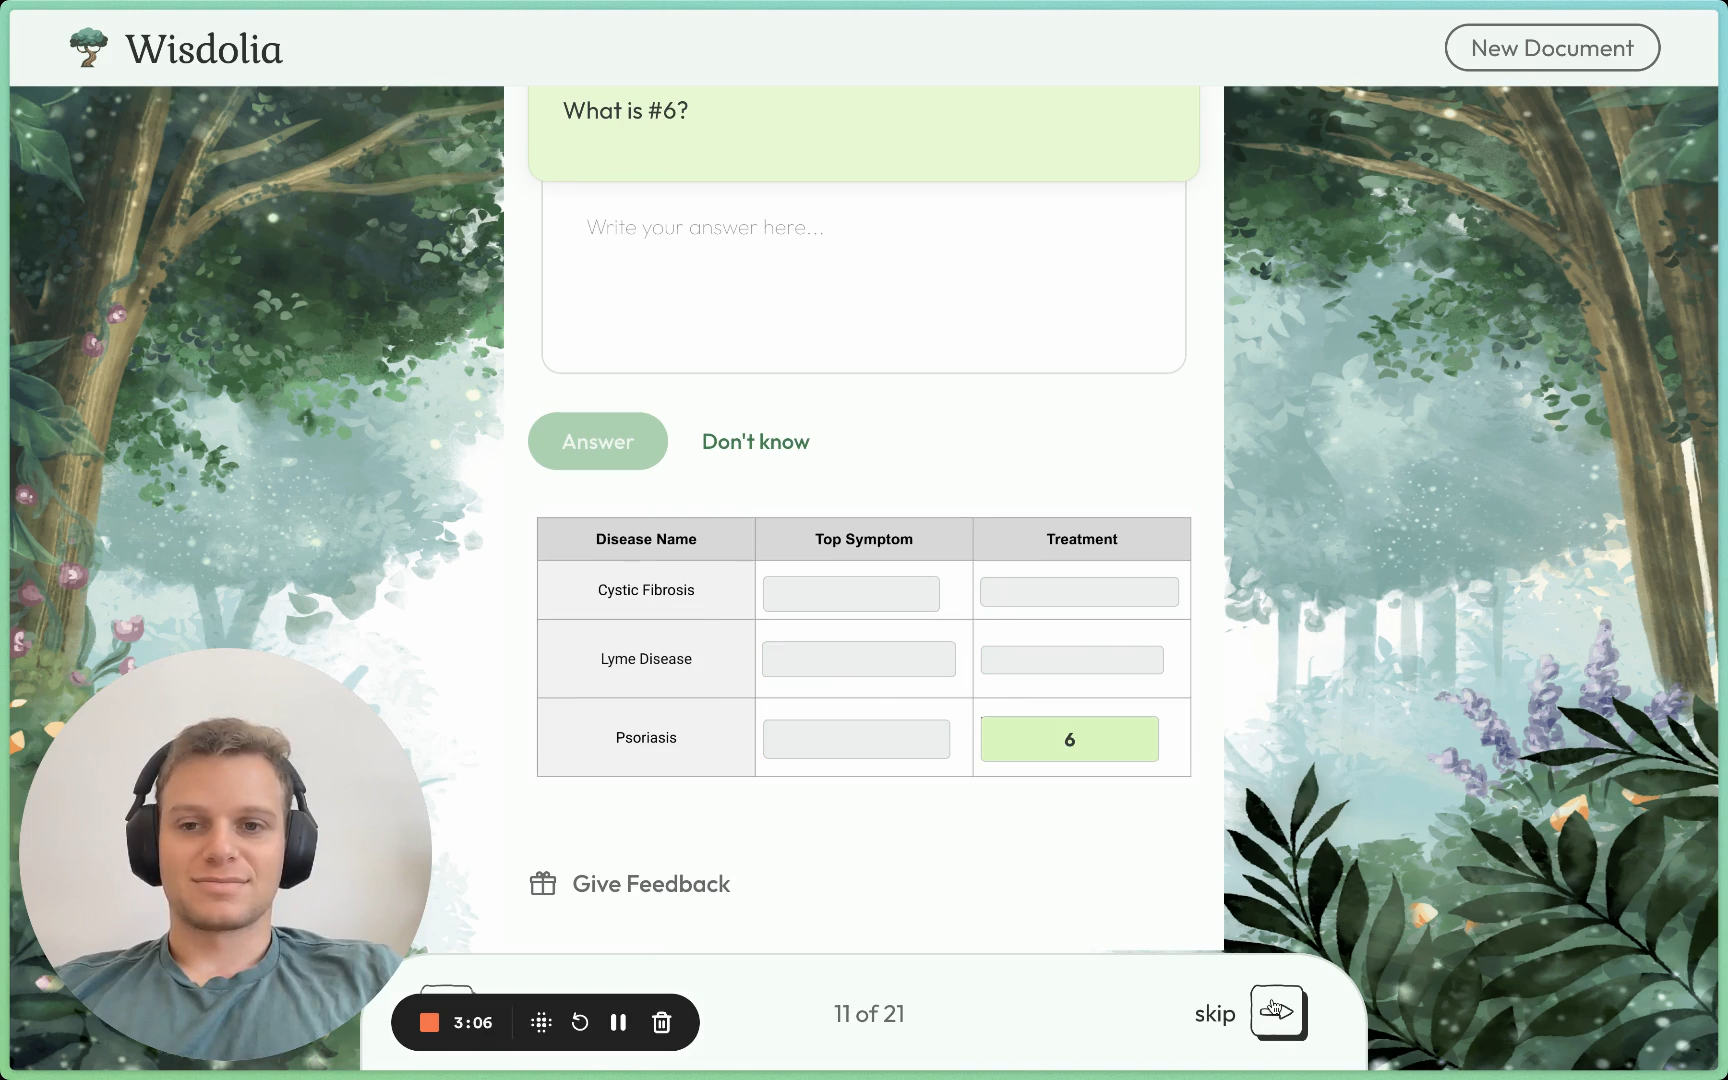 Wisdolia
New Document
What is #6?
Write your answer here...
Answer
Don't know
Disease Name Top Symptom Treatment
Cystic Fibrosis
Lyme Disease
Psoriasis 6
Give Feedback
3:06
11 of 21
skip